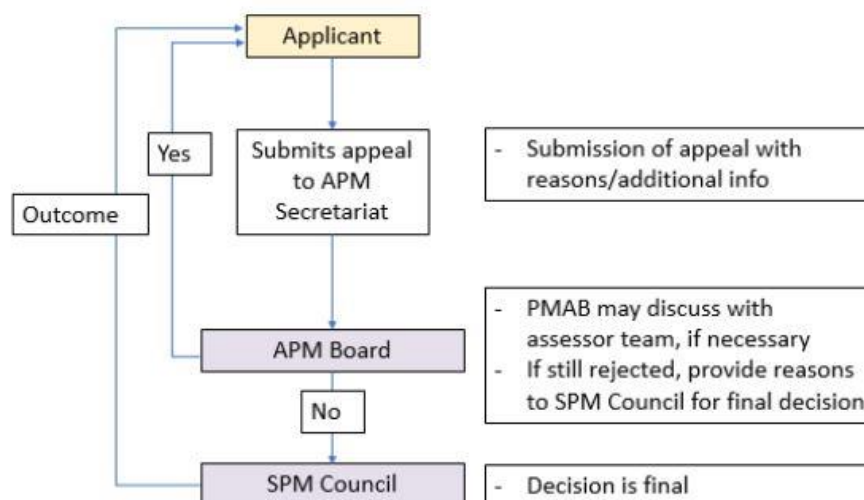 Applicant
Yes
Submits appeal
to APM
Secretariat
- Submission of appeal with
reasons/additional info
Outcome
APM Board
- PMAB may discuss with
assessor team, if necessary
- If still rejected, provide reasons
to SPM Council for final decision
No
SPM Council
- Decision is final